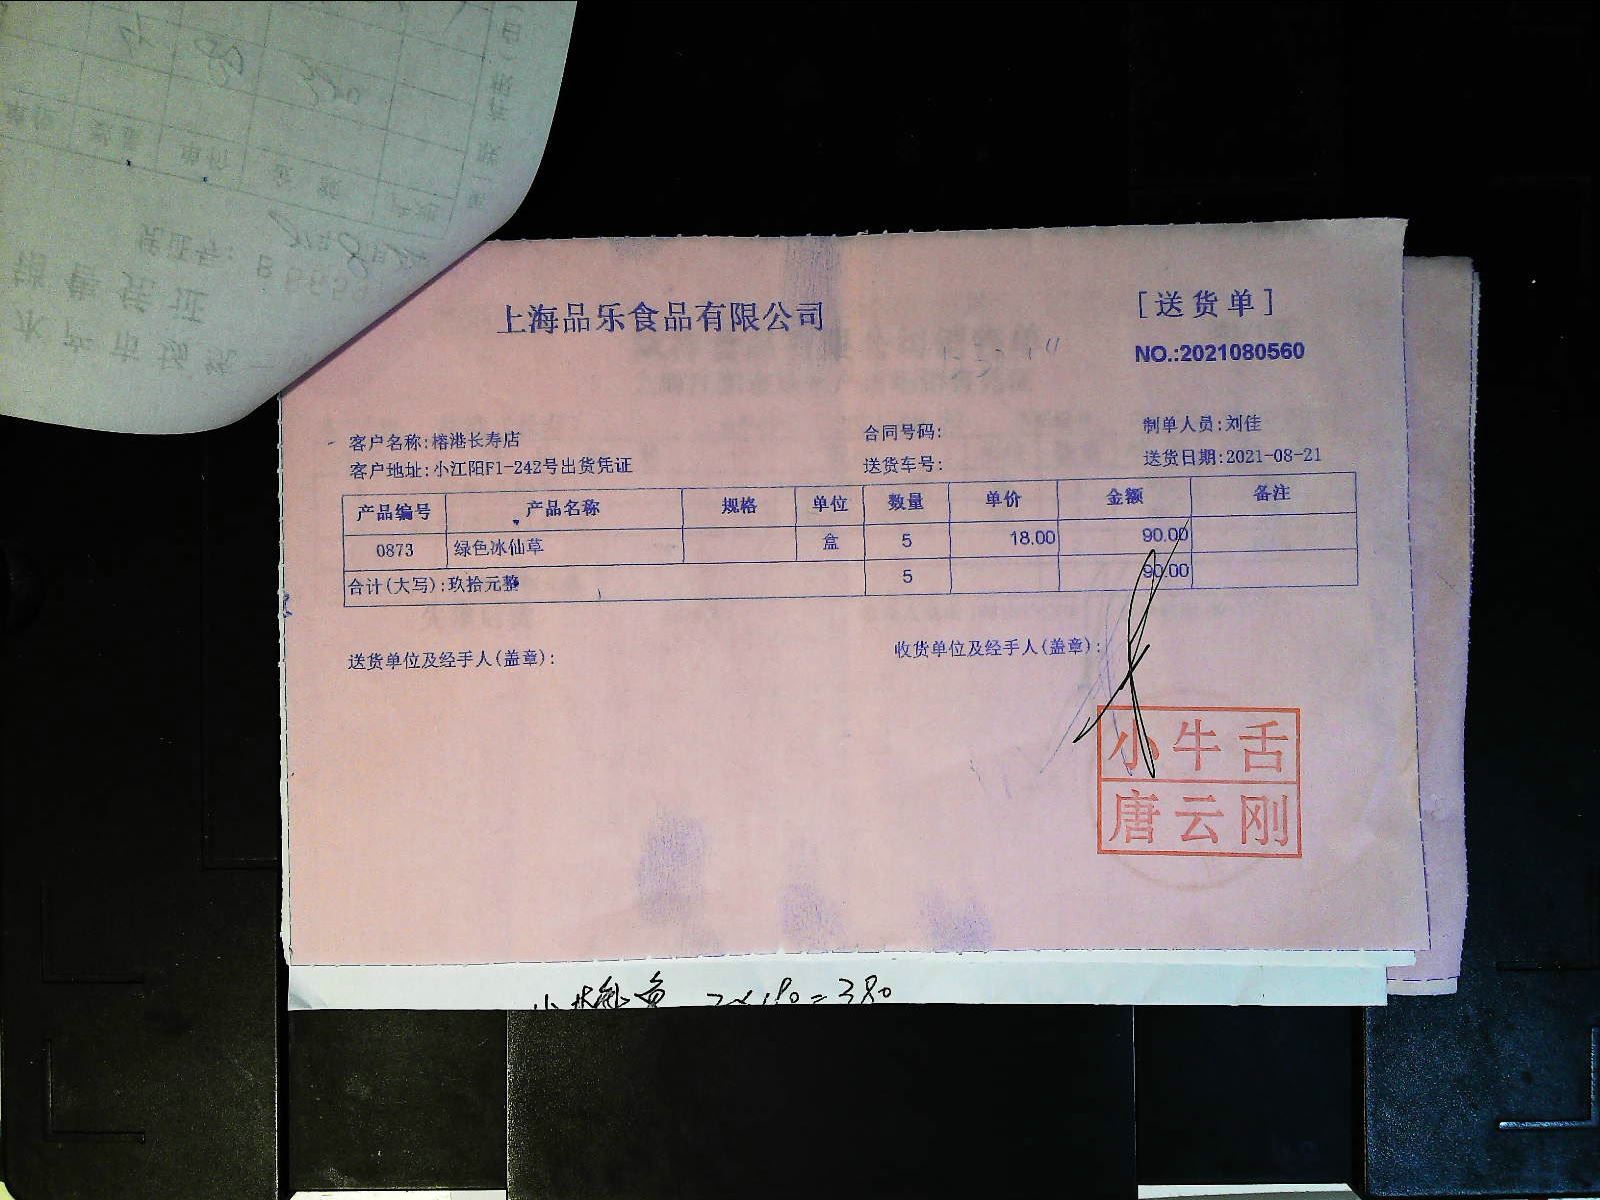 上海品乐食品有限公司
[送货单]
NO.:2021080560
客户名称:榕港长寿店 合同号码: 制单人员:刘佳
客户地址:小江阳F1-242号出货凭证 送货车号: 送货日期:2021-08-21
产品编号 产品名称 规格 单位 数量 单价 金额 备注
0873 绿色冰仙草 盒 5 18.00 90.00
合计(大写):玖拾元整 5 90.00
送货单位及经手人(盖章): 收货单位及经手人(盖章):
小牛舌
唐云刚
=380